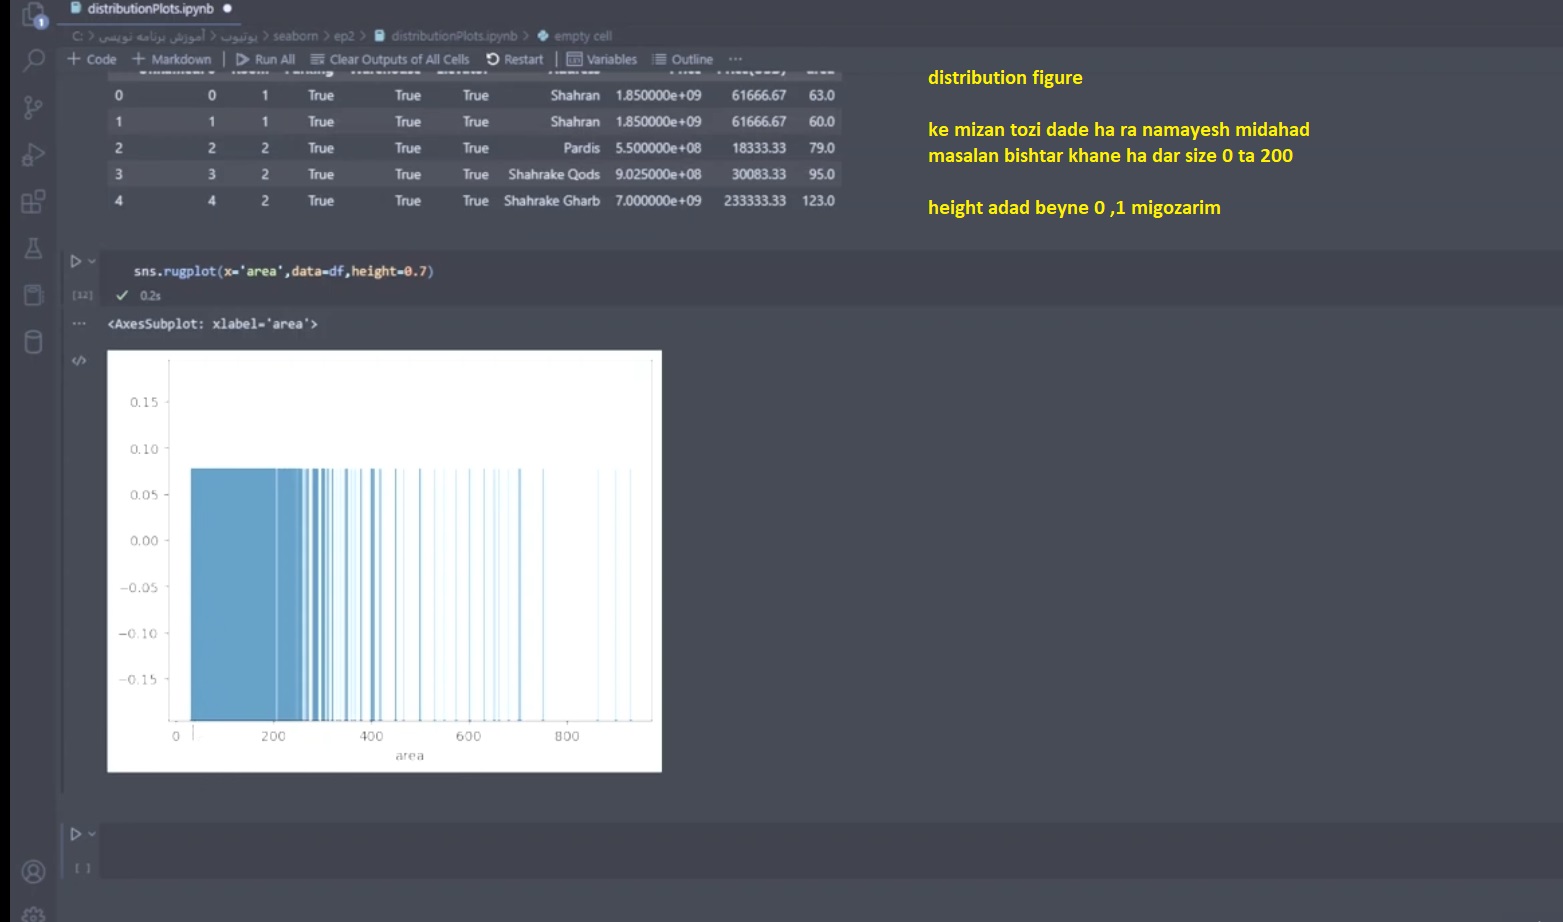 1
distributionPlots.ipynb
C: > آموزش برنامه نویسی > یوتیوب > seaborn > ep2 > distributionPlots.ipynb > empty cell
+ Code + Markdown | Run All Clear Outputs of All Cells Restart | Variables Outline ...
0 0 1 True True True Shahran 1.850000e+09 61666.67 63.0
1 1 1 True True True Shahran 1.850000e+09 61666.67 60.0
2 2 2 True True True Pardis 5.500000e+08 18333.33 79.0
3 3 2 True True True Shahrake Qods 9.025000e+08 30083.33 95.0
4 4 2 True True True Shahrake Gharb 7.000000e+09 233333.33 123.0
distribution figure
ke mizan tozi dade ha ra namayesh midahad
masalan bishtar khane ha dar size 0 ta 200
height adad beyne 0 ,1 migozarim
sns.rugplot(x='area',data=df,height=0.7)
[12] 0.2s
... <AxesSubplot: xlabel='area'>
</>
0.15
0.10
0.05
0.00
−0.05
−0.10
−0.15
0 200 400 600 800
area
[ ]